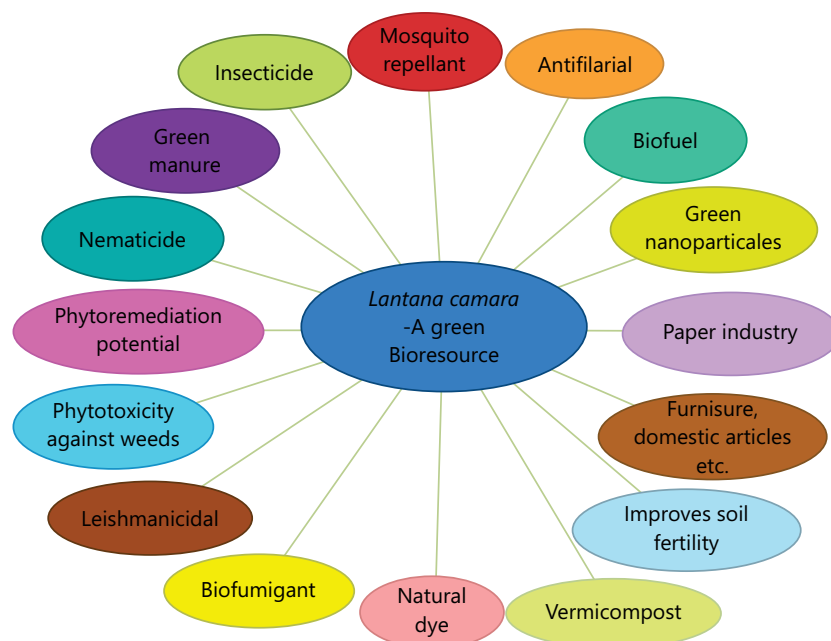 Mosquito
repellant
Antifilarial
Insecticide
Biofuel
Green
manure
Green
nanoparticales
Nematicide
Lantana camara
-A green
Bioresource
Phytoremediation
potential
Paper industry
Phytotoxicity
against weeds
Furnisure,
domestic articles
etc.
Leishmanicidal
Improves soil
fertility
Biofumigant
Natural
dye
Vermicompost